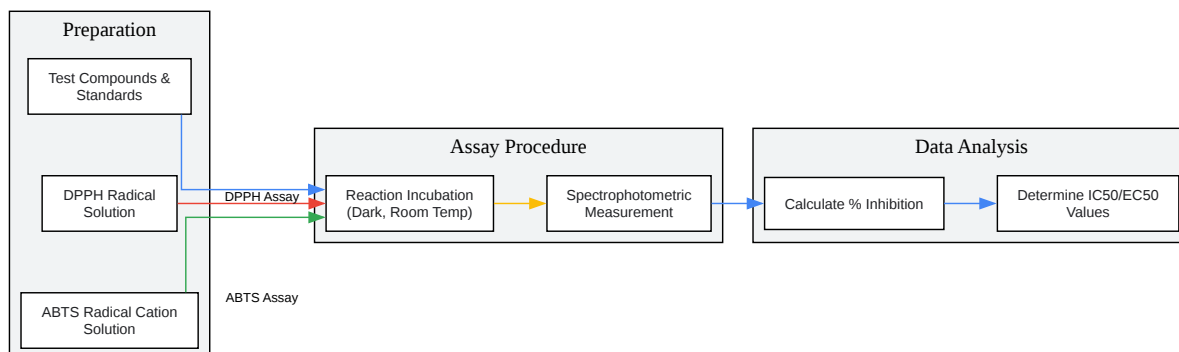 Preparation
Test Compounds &
Standards
DPPH Radical
Solution
ABTS Radical Cation
Solution
DPPH Assay
ABTS Assay
Assay Procedure
Reaction Incubation
(Dark, Room Temp)
Spectrophotometric
Measurement
Data Analysis
Calculate % Inhibition
Determine IC50/EC50
Values